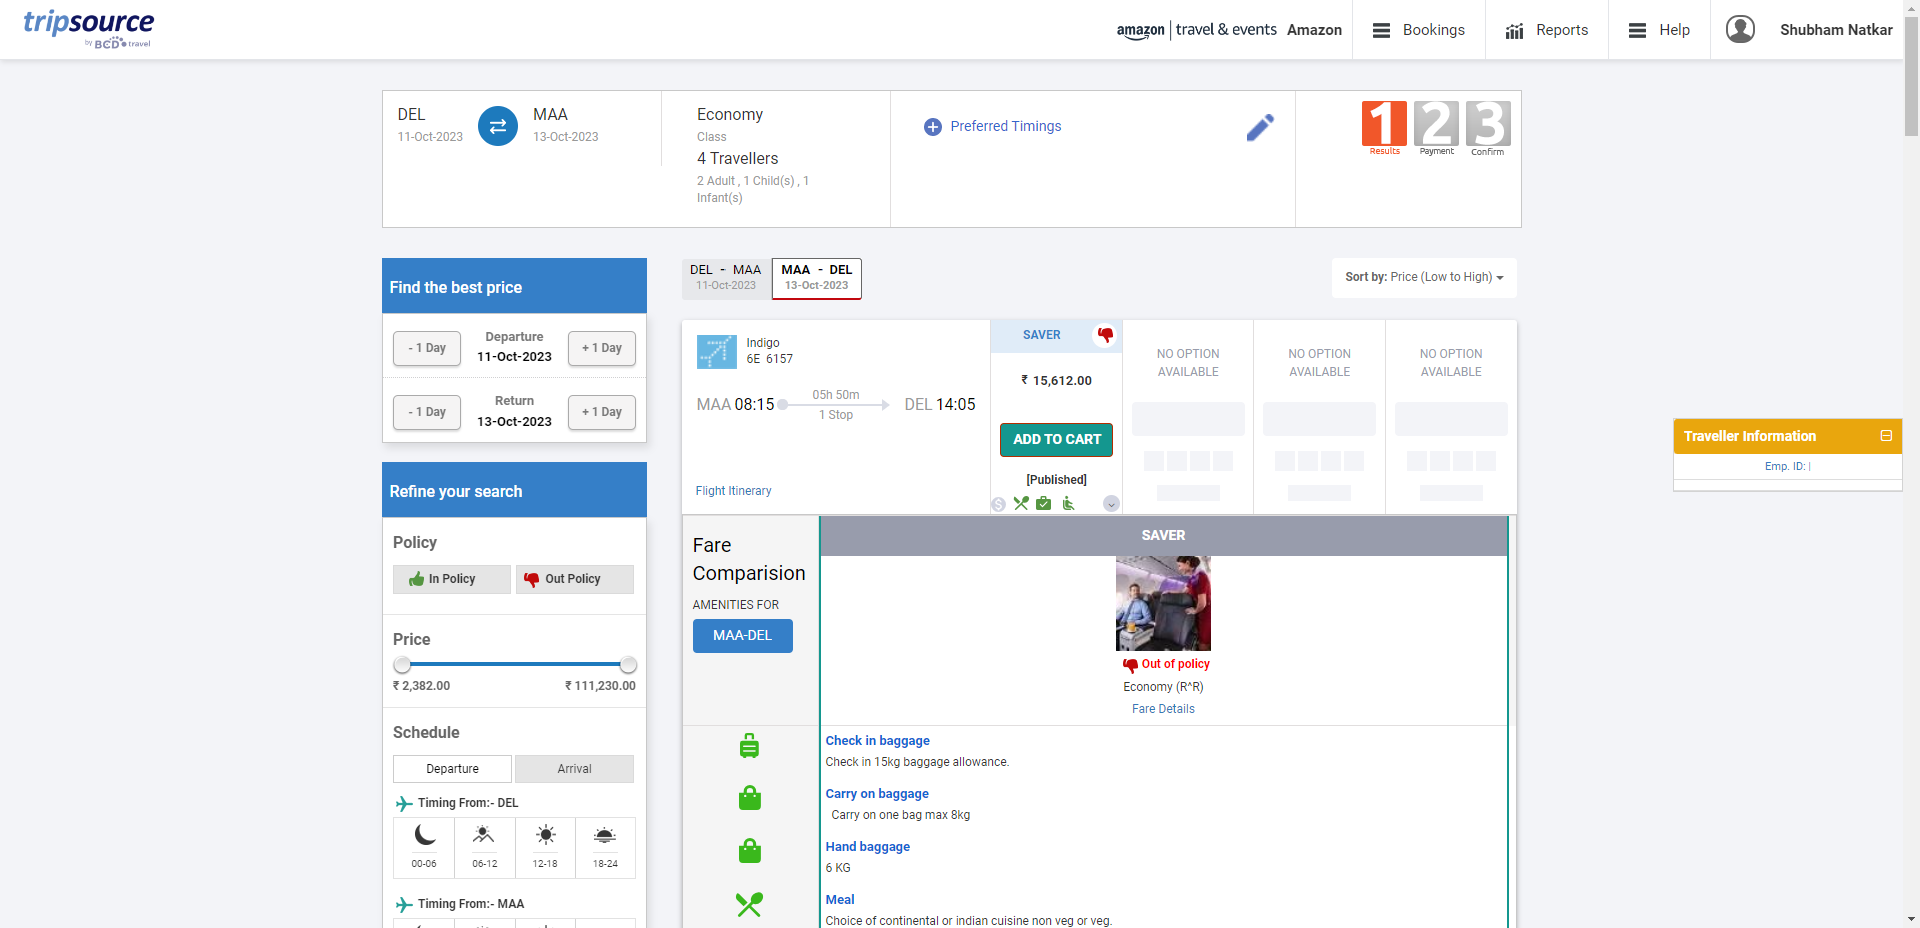 tripsource
by BCD travel
amazon | travel & events Amazon
Bookings
Reports
Help
Shubham Natkar
DEL
11-Oct-2023
MAA
13-Oct-2023
Economy
Class
4 Travellers
2 Adult , 1 Child(s) , 1
Infant(s)
Preferred Timings
1 2 3
Results Payment Confirm
Find the best price
- 1 Day
Departure
11-Oct-2023
+ 1 Day
- 1 Day
Return
13-Oct-2023
+ 1 Day
Refine your search
Policy
In Policy
Out Policy
Price
₹ 2,382.00
₹ 111,230.00
Schedule
Departure
Arrival
Timing From:- DEL
00-06
06-12
12-18
18-24
Timing From:- MAA
DEL - MAA
11-Oct-2023
MAA - DEL
13-Oct-2023
Sort by: Price (Low to High)
Indigo
6E 6157
MAA 08:15
05h 50m
1 Stop
DEL 14:05
Flight Itinerary
SAVER
₹ 15,612.00
ADD TO CART
[Published]
NO OPTION
AVAILABLE
NO OPTION
AVAILABLE
NO OPTION
AVAILABLE
Fare
Comparision
AMENITIES FOR
MAA-DEL
SAVER
Out of policy
Economy (R^R)
Fare Details
Check in baggage
Check in 15kg baggage allowance.
Carry on baggage
Carry on one bag max 8kg
Hand baggage
6 KG
Meal
Choice of continental or indian cuisine non veg or veg.
Traveller Information
Emp. ID: |